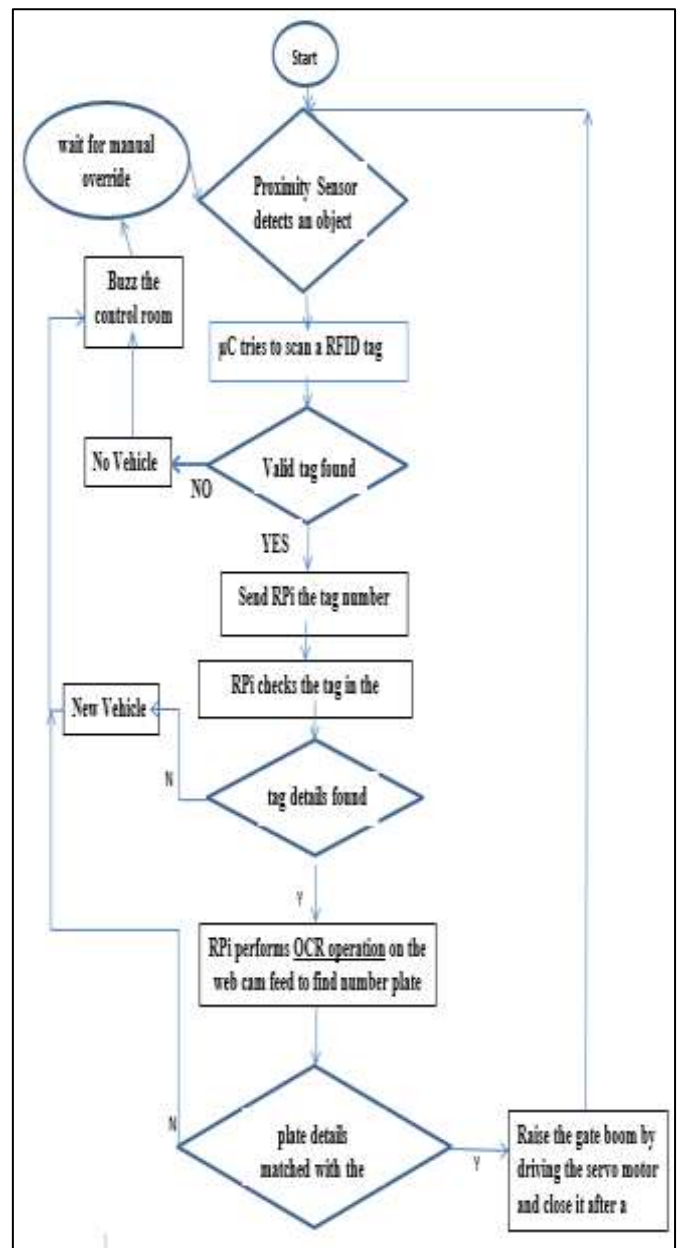 Start
wait for manual
override
Proximity Sensor
detects an object
Buzz the
control room
µC tries to scan a RFID tag
No Vehicle
Valid tag found
NO
YES
Send RPi the tag number
RPi checks the tag in the
New Vehicle
N
tag details found
Y
RPi performs OCR operation on the
web cam feed to find number plate
N
plate details
matched with the
Y
Raise the gate boom by
driving the servo motor
and close it after a